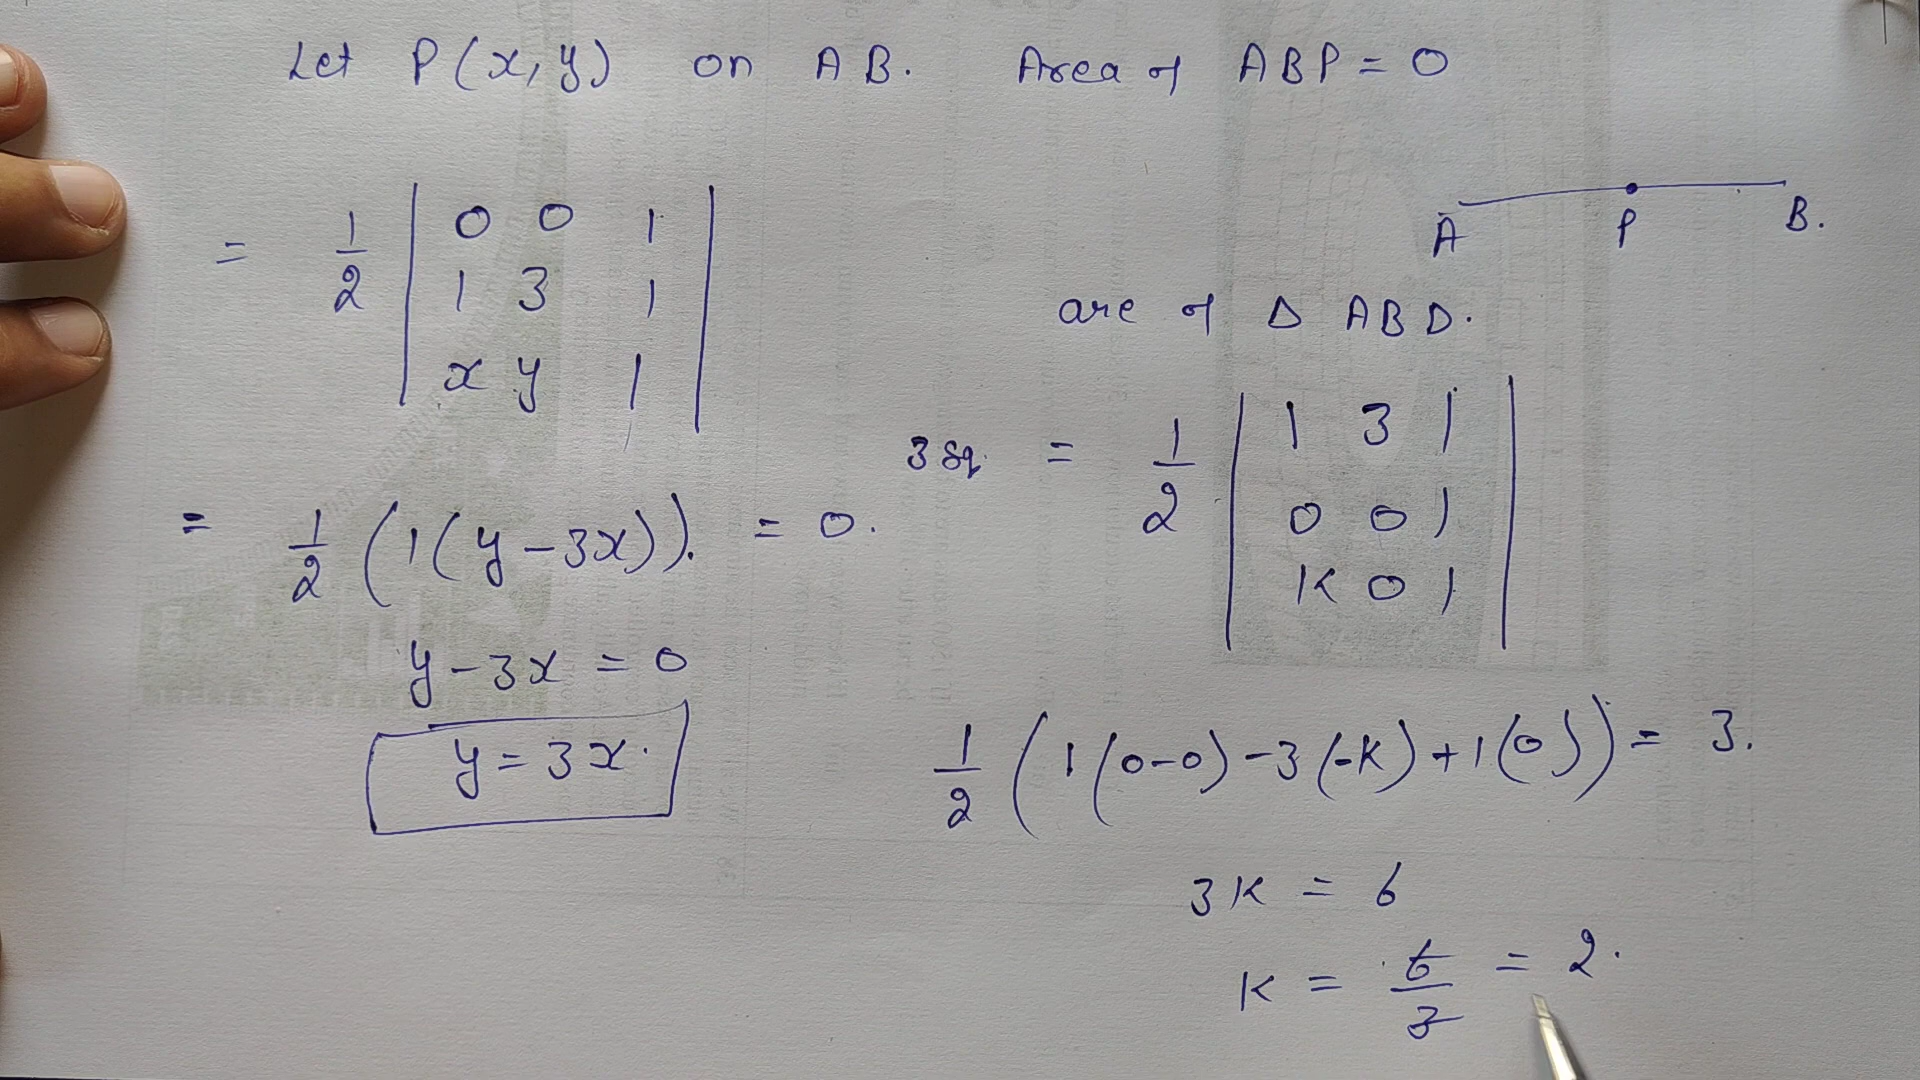 Let P(x, y) on AB. Area of ABP = 0
= 1/2 | 0 0 1 |
| 1 3 1 |
| x y 1 |
= 1/2 (1(y - 3x)). = 0.
y - 3x = 0
y = 3x.
A P B.
are of Δ ABD.
3 sq. = 1/2 | 1 3 1 |
| 0 0 1 |
| K 0 1 |
1/2 (1(0-0) -3(-K) +1(0)) = 3.
3K = 6
K = 6/3 = 2.